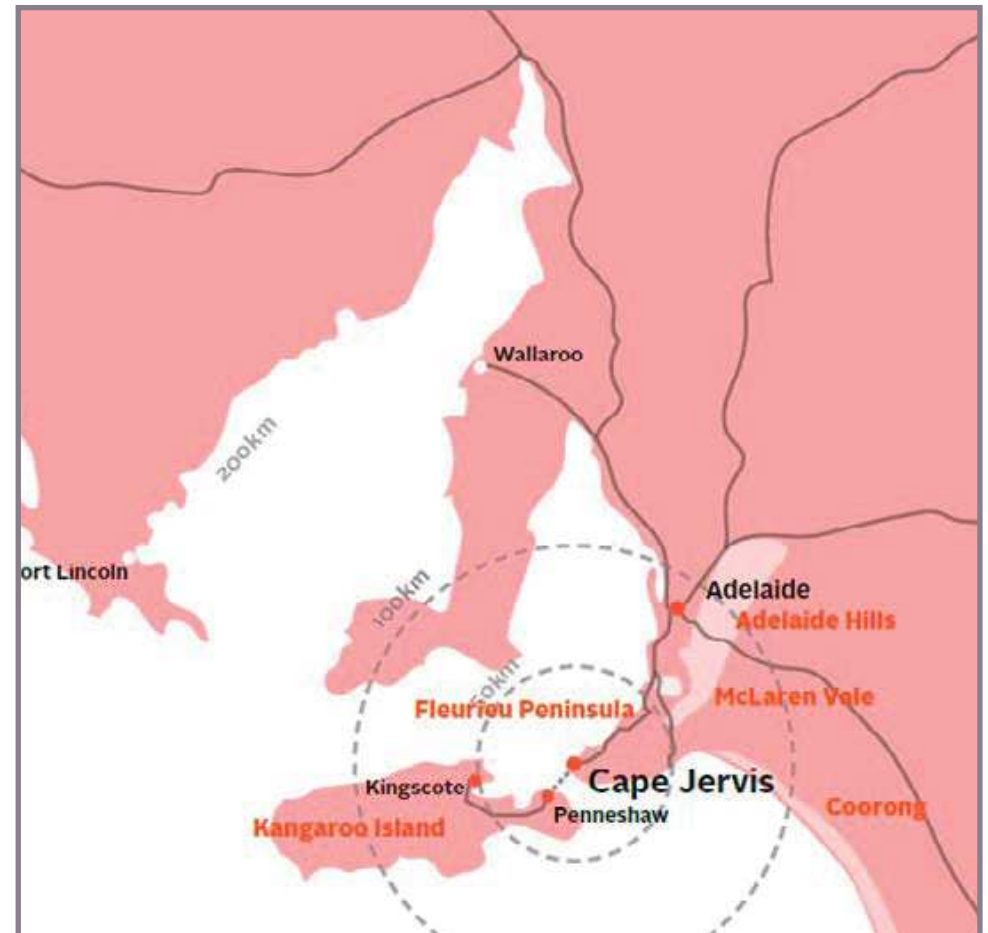 Wallaroo
200km
ort Lincoln
100km
Adelaide
Adelaide Hills
50km
McLaren Vale
Fleurieu Peninsula
Cape Jervis
Kingscote
Penneshaw
Coorong
Kangaroo Island